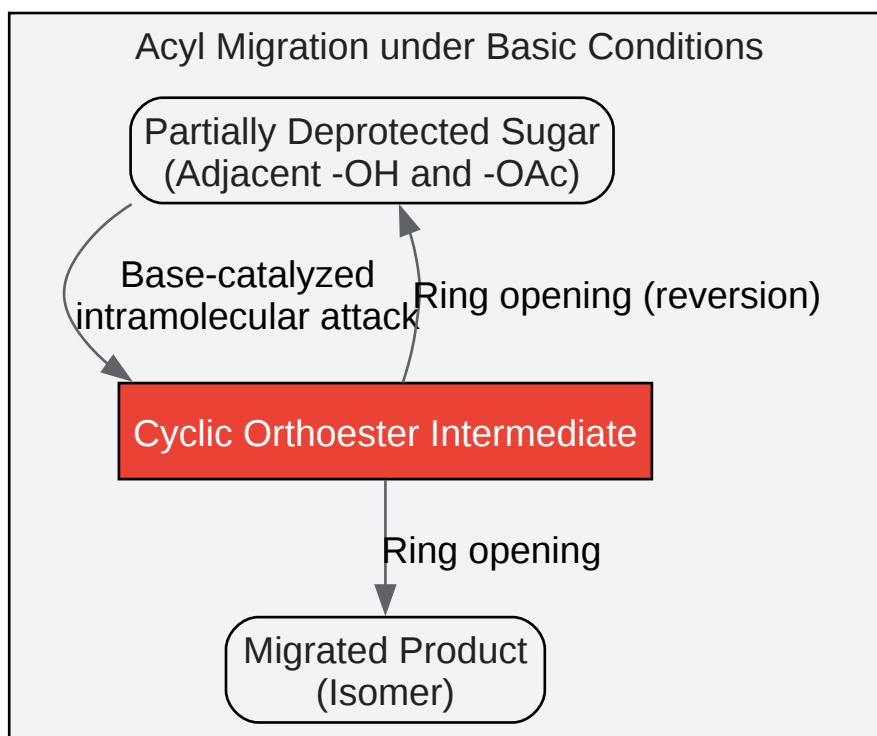 Acyl Migration under Basic Conditions
Partially Deprotected Sugar
(Adjacent -OH and -OAc)
Base-catalyzed
intramolecular attack
Ring opening (reversion)
Cyclic Orthoester Intermediate
Ring opening
Migrated Product
(Isomer)